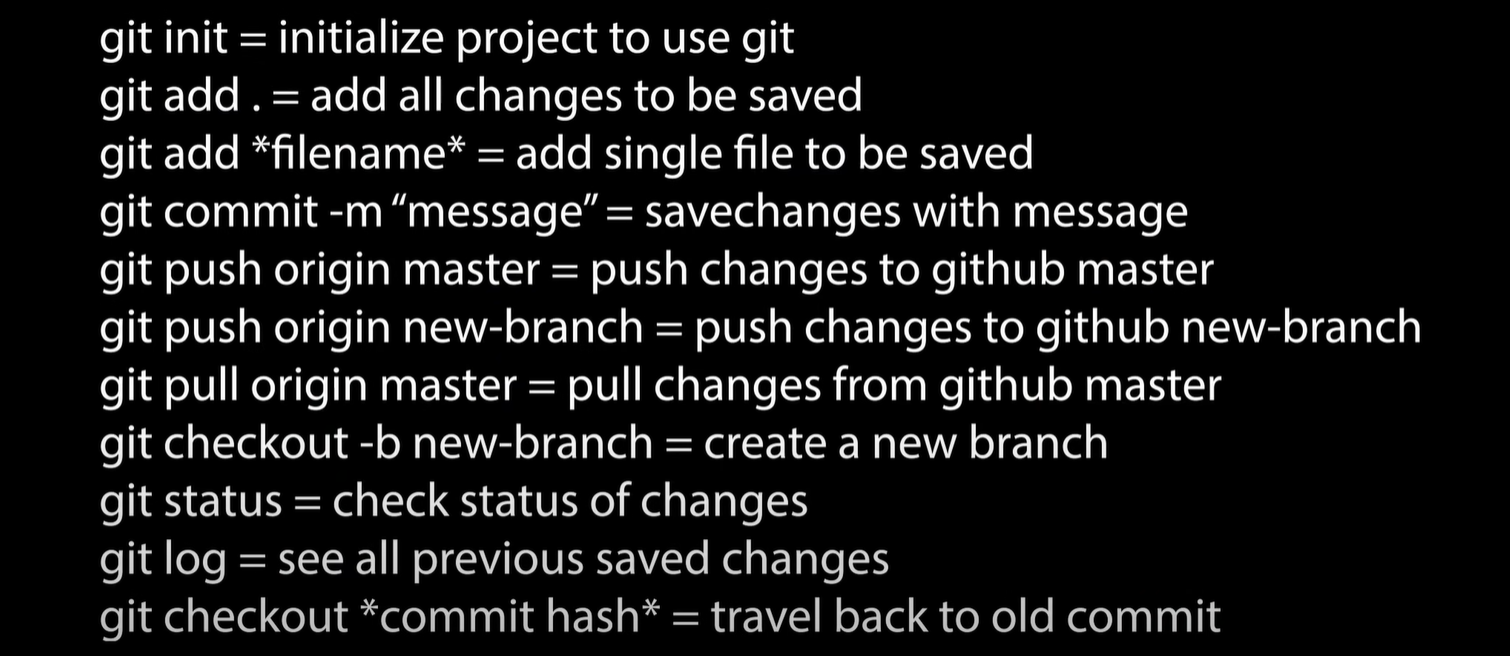 git init = initialize project to use git
git add . = add all changes to be saved
git add *filename* = add single file to be saved
git commit -m “message” = savechanges with message
git push origin master = push changes to github master
git push origin new-branch = push changes to github new-branch
git pull origin master = pull changes from github master
git checkout -b new-branch = create a new branch
git status = check status of changes
git log = see all previous saved changes
git checkout *commit hash* = travel back to old commit